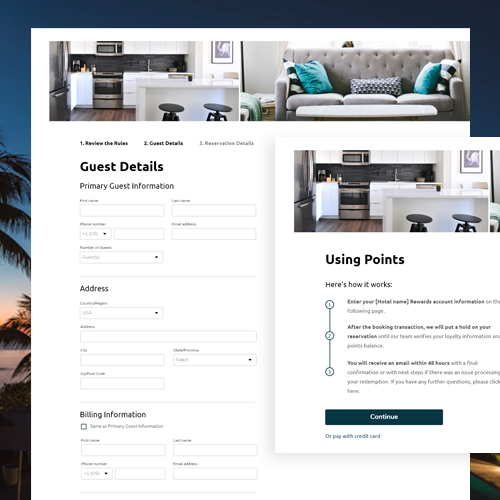 1. Review the Rules 2. Guest Details 3. Reservation Details
Guest Details
Primary Guest Information
First name Last name
Phone number Email address
+1 (US)
Number of Guests
Guest(s)
Address
Country/Region
USA
Address
City State/Province
Select
Zip/Post Code
Billing Information
Same as Primary Guest Information
First name Last name
Phone number Email address
+1 (US)
Using Points
Here's how it works:
1 Enter your [Hotel name] Rewards account information on the
following page.
2 After the booking transaction, we will put a hold on your
reservation until our team verifies your loyalty information and
points balance.
3 You will receive an email within 48 hours with a final
confirmation or with next steps if there was an issue processing
your redemption. If you have any further questions, please click
here.
Continue
Or pay with credit card